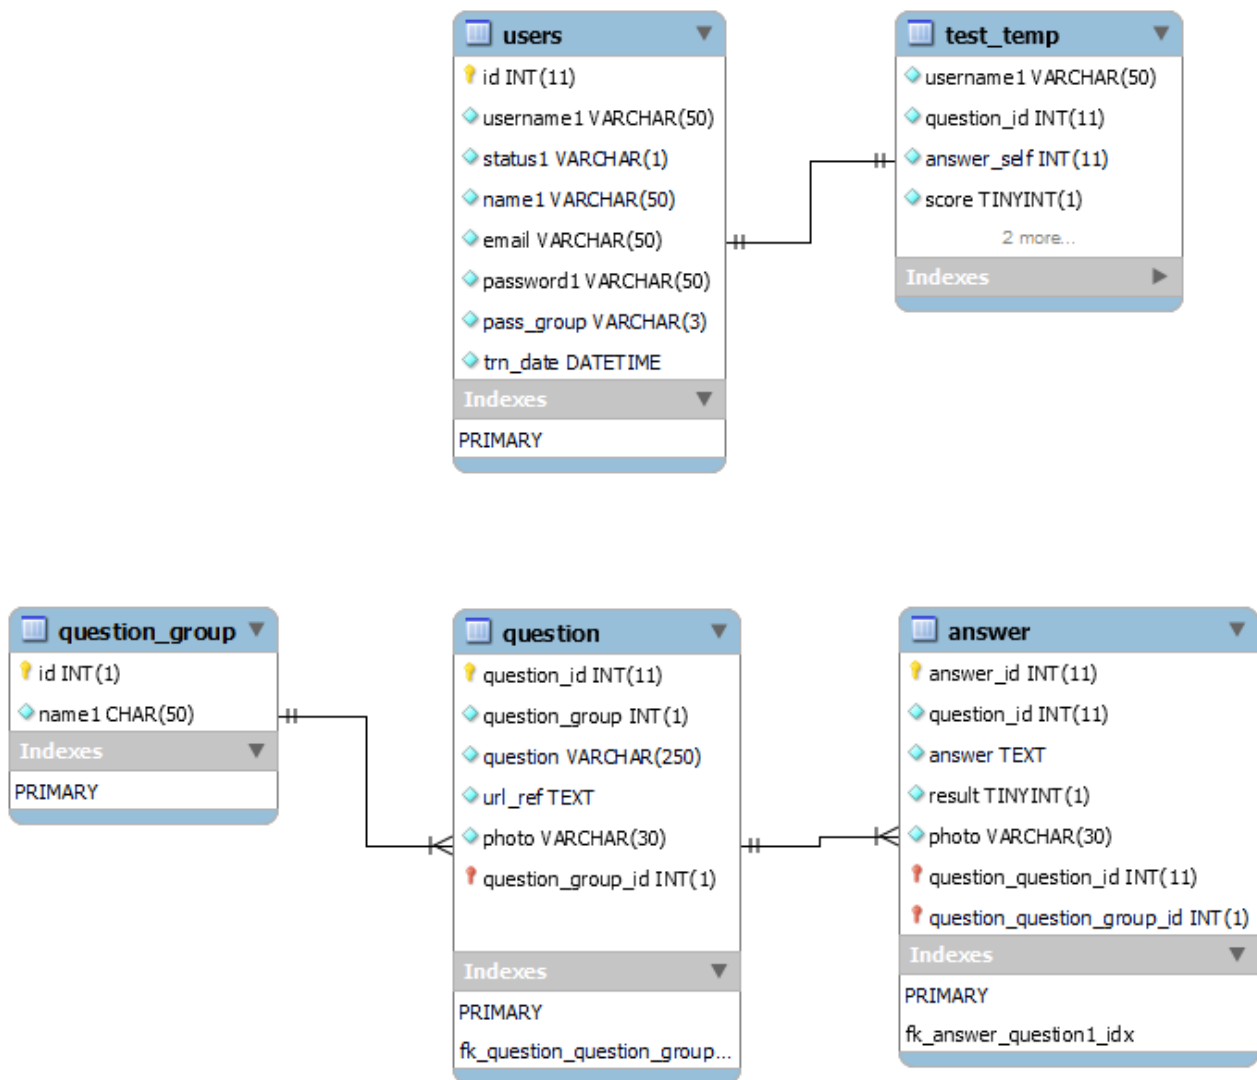 users
id INT(11)
username1 VARCHAR(50)
status1 VARCHAR(1)
name1 VARCHAR(50)
email VARCHAR(50)
password1 VARCHAR(50)
pass_group VARCHAR(3)
trn_date DATETIME
Indexes
PRIMARY
test_temp
username1 VARCHAR(50)
question_id INT(11)
answer_self INT(11)
score TINYINT(1)
2 more...
Indexes
question_group
id INT(1)
name1 CHAR(50)
Indexes
PRIMARY
question
question_id INT(11)
question_group INT(1)
question VARCHAR(250)
url_ref TEXT
photo VARCHAR(30)
question_group_id INT(1)
Indexes
PRIMARY
fk_question_question_group...
answer
answer_id INT(11)
question_id INT(11)
answer TEXT
result TINYINT(1)
photo VARCHAR(30)
question_question_id INT(11)
question_question_group_id INT(1)
Indexes
PRIMARY
fk_answer_question1_idx